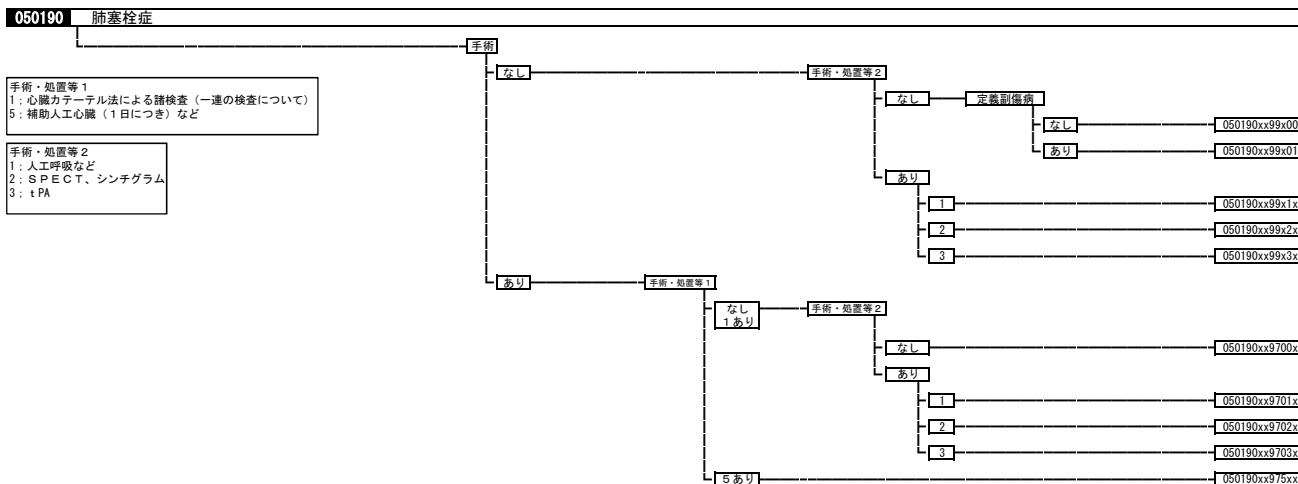 050190 肺塞栓症
手術
なし 手術・処置等2
手術・処置等1
1;心臓カテーテル法による諸検査(一連の検査について)
5;補助人工心臓(1日につき)など
なし 定義副傷病
なし 050190xx99x00
手術・処置等2
1;人工呼吸など
2;SPECT、シンチグラム
3;tPA
あり 050190xx99x01
あり
1 050190xx99x1x
2 050190xx99x2x
3 050190xx99x3x
あり 手術・処置等1
なし
1あり
手術・処置等2
なし 050190xx9700x
あり
1 050190xx9701x
2 050190xx9702x
3 050190xx9703x
5あり 050190xx975xx